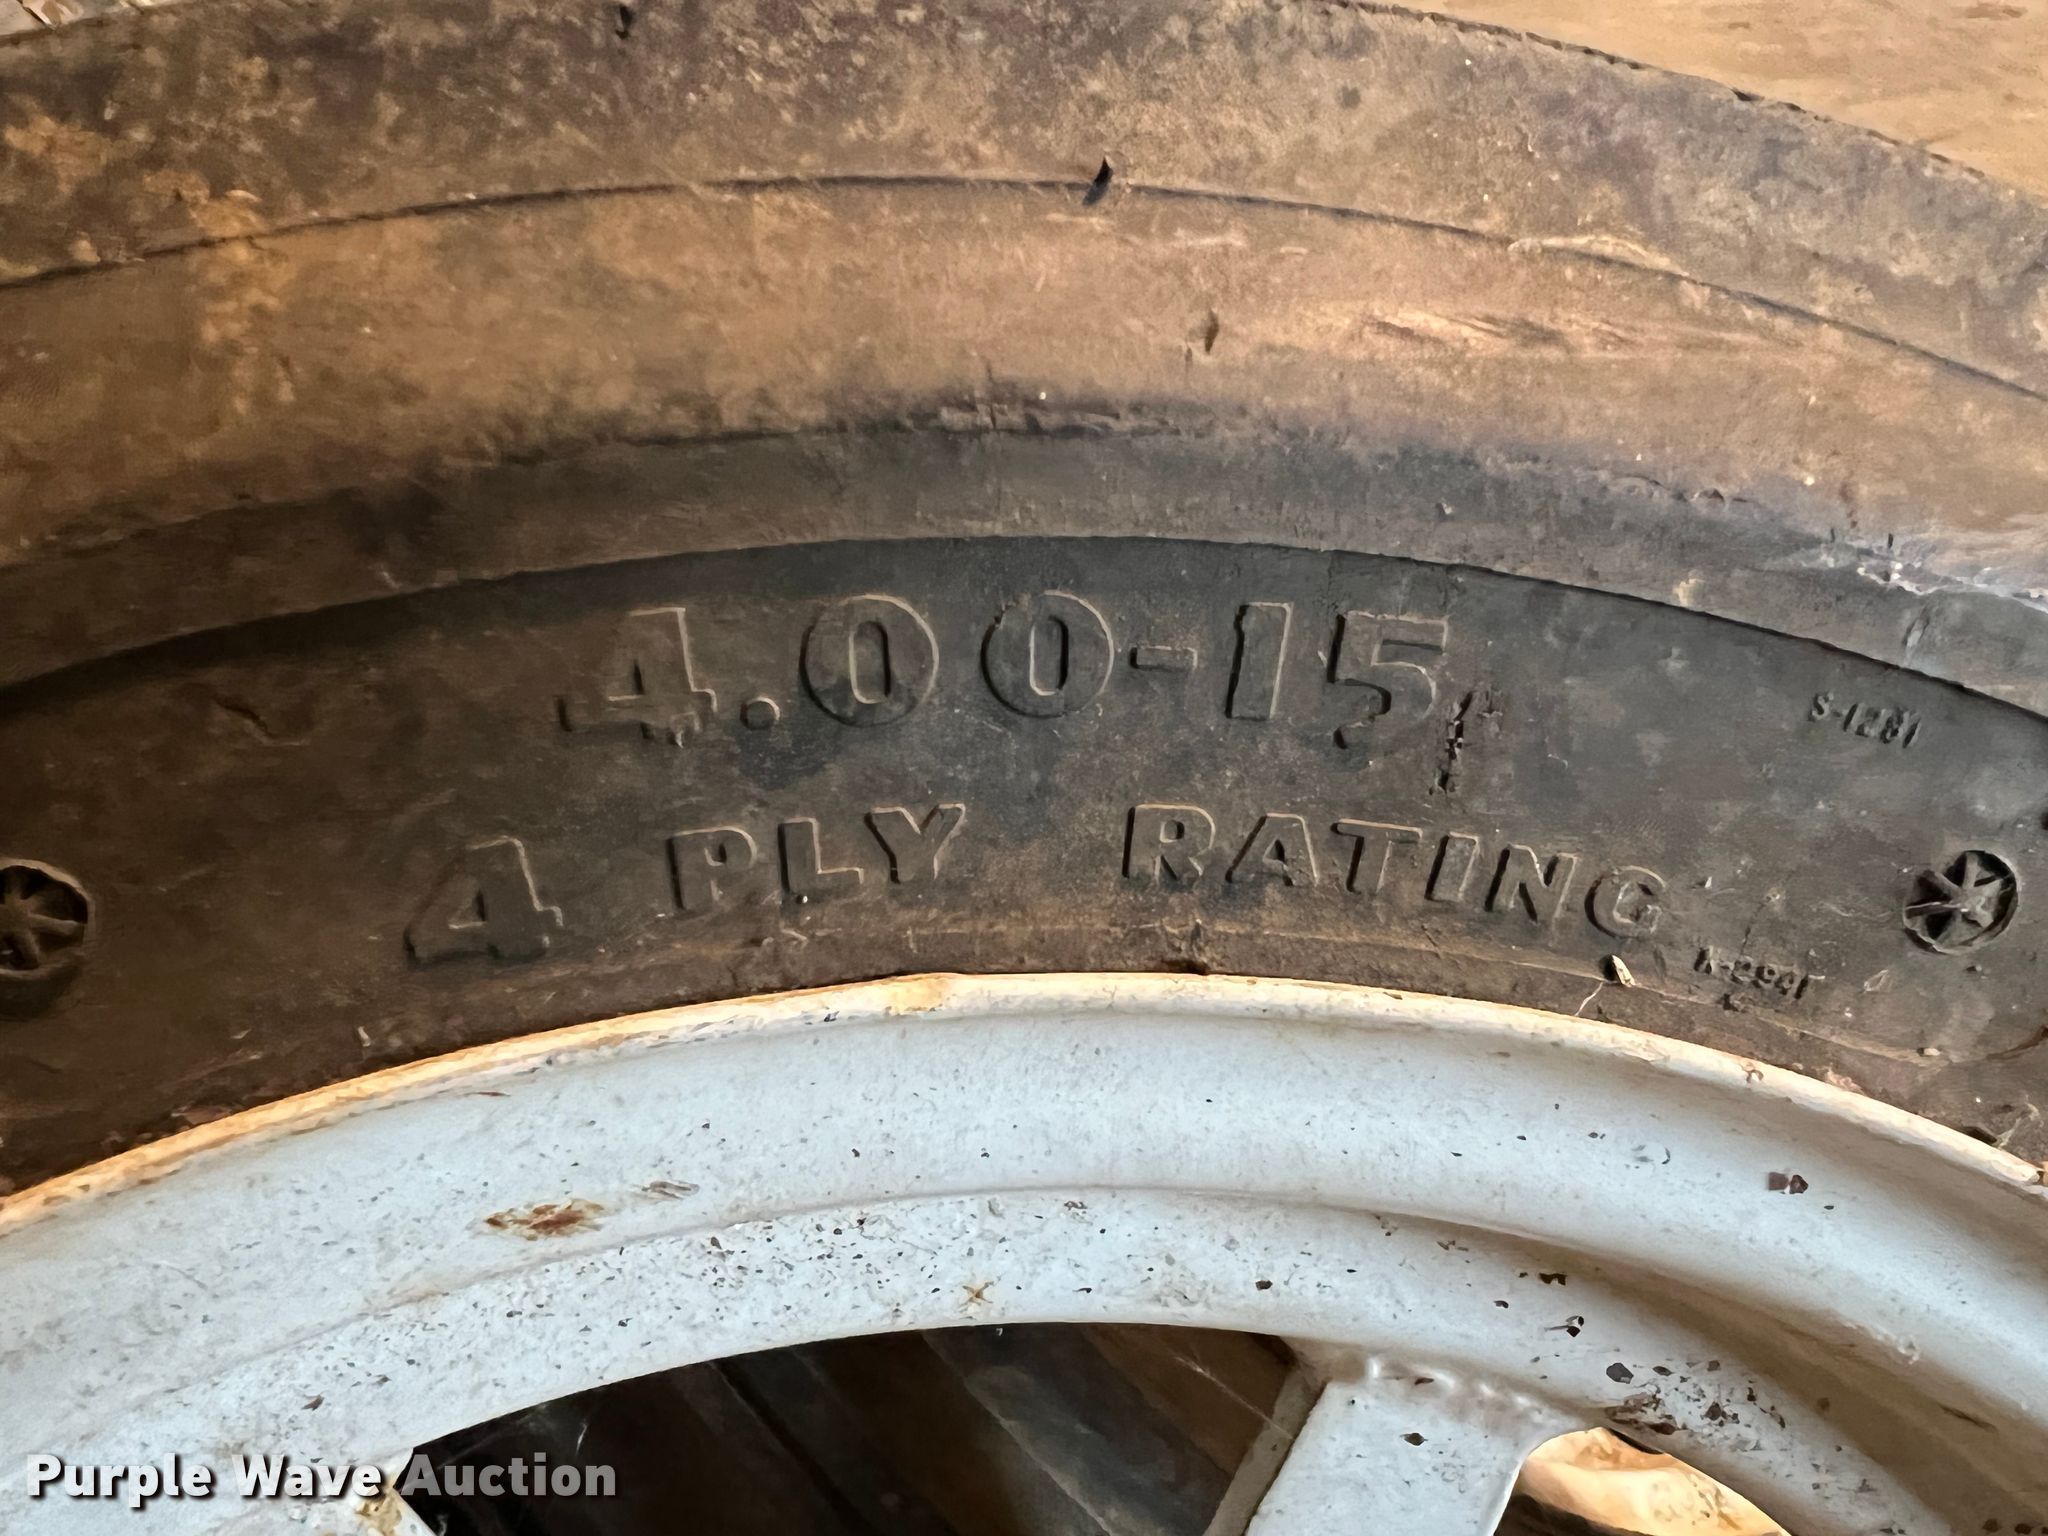 4.00-15
S-1281
4 PLY RATING
Purple Wave Auction